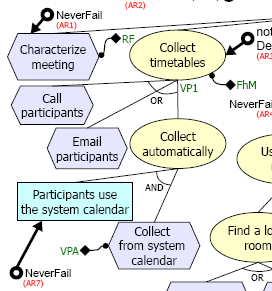 (AR2)
NeverFail
(AR1)
RF
not
De
(AR3
Characterize
meeting
Collect
timetables
FhM
VP1
OR
Call
participants
NeverFa
(AR4
Email
participants
Collect
automatically
Us
AND
Participants use
the system calendar
VPA
Collect
from system
calendar
Find a lo
room
OR
NeverFail
(AR7)